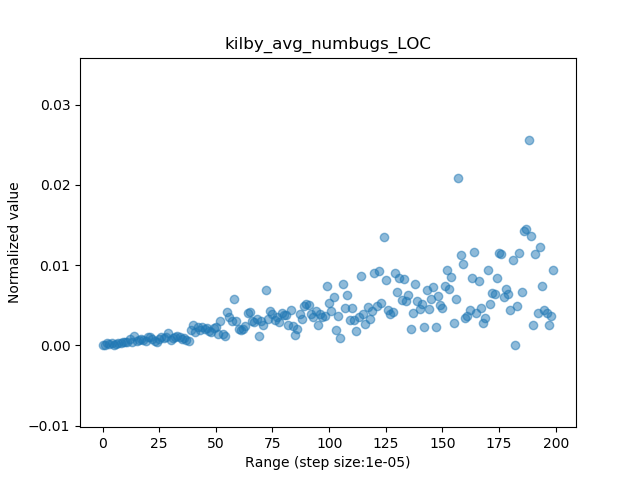 kilby_avg_numbugs_LOC
Normalized value
0.03
0.02
0.01
0.00
−0.01
0 25 50 75 100 125 150 175 200
Range (step size:1e-05)